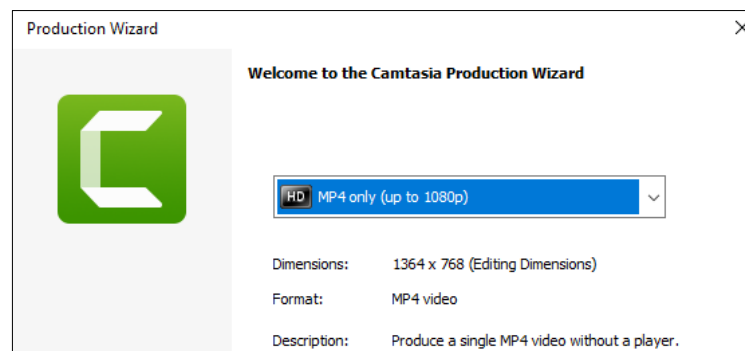 Production Wizard
Welcome to the Camtasia Production Wizard
HD MP4 only (up to 1080p)
Dimensions: 1364 x 768 (Editing Dimensions)
Format: MP4 video
Description: Produce a single MP4 video without a player.